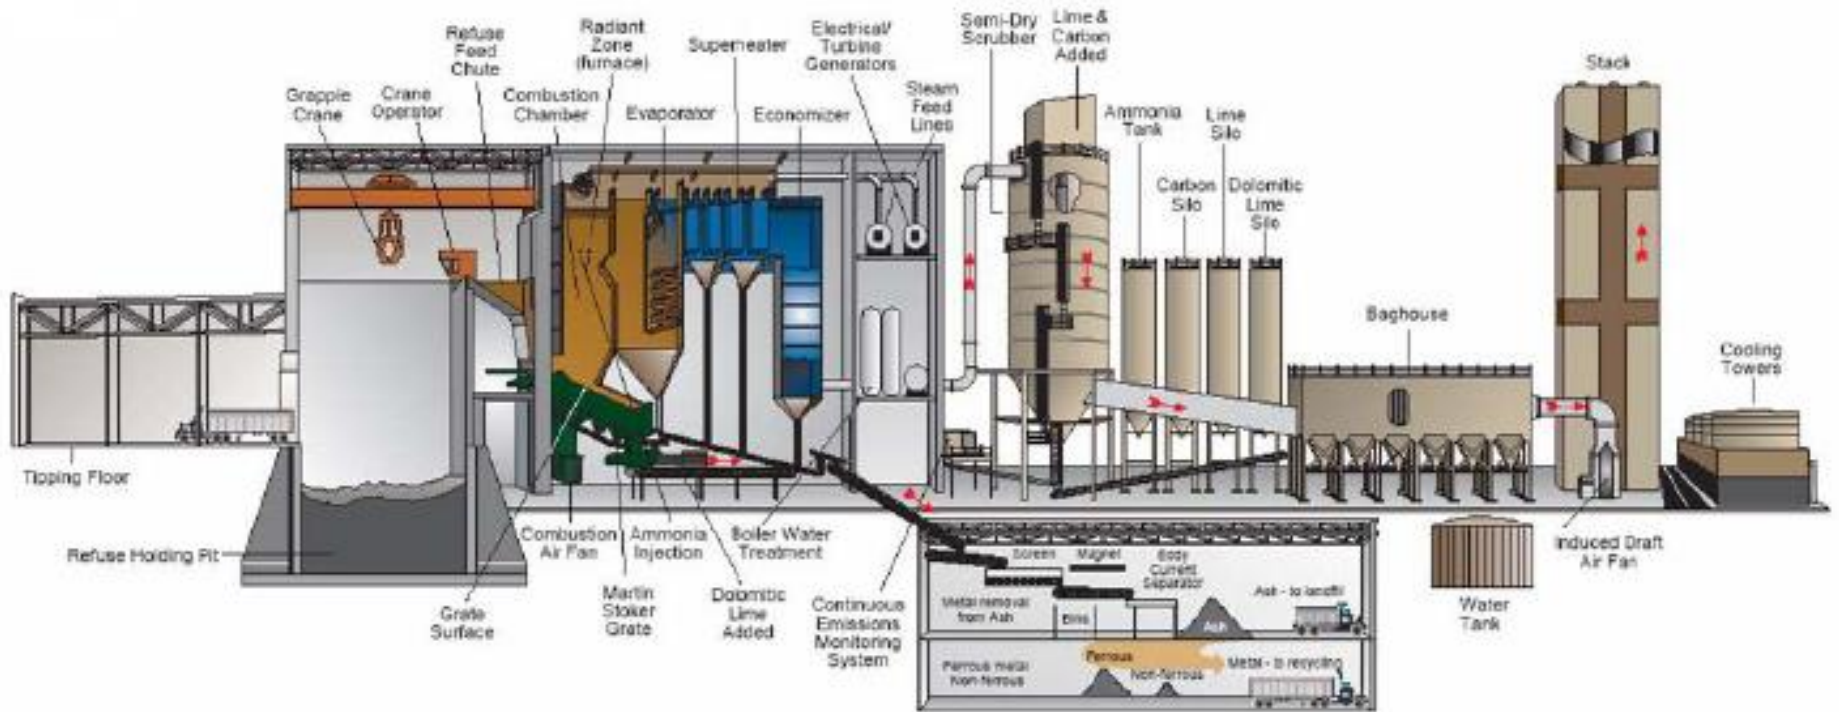 Grapple
Crane
Crane
Operator
Refuse
Feed
Chute
Combustion
Chamber
Radiant
Zone
(furnace)
Evaporator
Superheater
Economizer
Electrical/
Turbine
Generators
Steam
Feed
Lines
Semi-Dry
Scrubber
Lime &
Carbon
Added
Ammonia
Tank
Carbon
Silo
Lime
Silo
Dolomitic
Lime
Silo
Baghouse
Stack
Cooling
Towers
Tipping Floor
Refuse Holding Pit
Grate
Surface
Combustion
Air Fan
Martin
Stoker
Grate
Ammonia
Injection
Dolomitic
Lime
Added
Boiler Water
Treatment
Continuous
Emissions
Monitoring
System
Screen
Magnet
Eddy
Current
Separator
Metal removal
from Ash
Bins
Ash
Ash - to landfill
Ferrous metal
Non-ferrous
Ferrous
Non-ferrous
Metal - to recycling
Water
Tank
Induced Draft
Air Fan